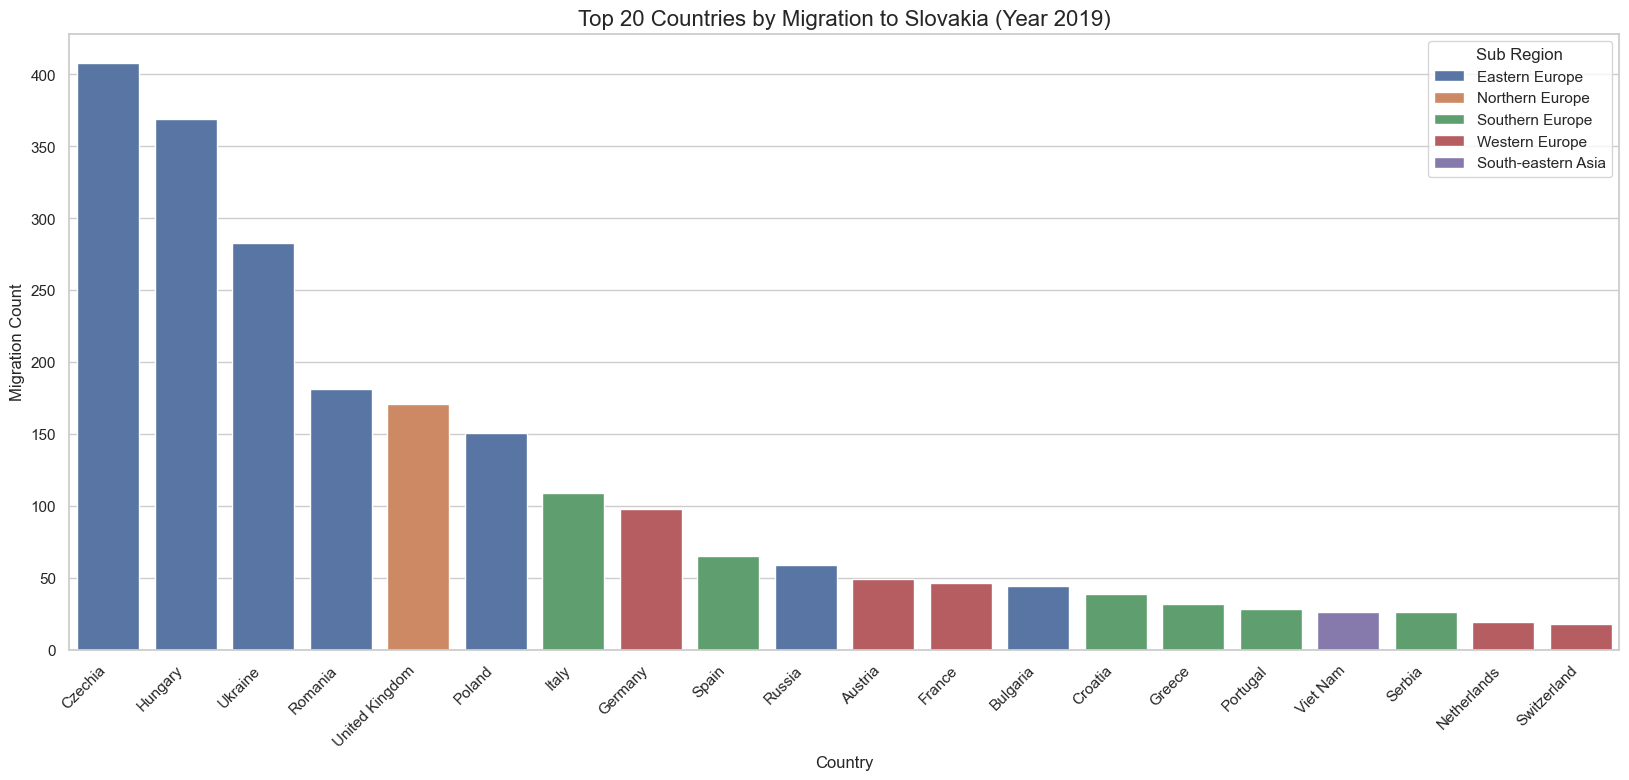 Top 20 Countries by Migration to Slovakia (Year 2019)
Sub Region
Eastern Europe
Northern Europe
Southern Europe
Western Europe
South-eastern Asia
Migration Count
400
350
300
250
200
150
100
50
0
Czechia
Hungary
Ukraine
Romania
United Kingdom
Poland
Italy
Germany
Spain
Russia
Austria
France
Bulgaria
Croatia
Greece
Portugal
Viet Nam
Serbia
Netherlands
Switzerland
Country